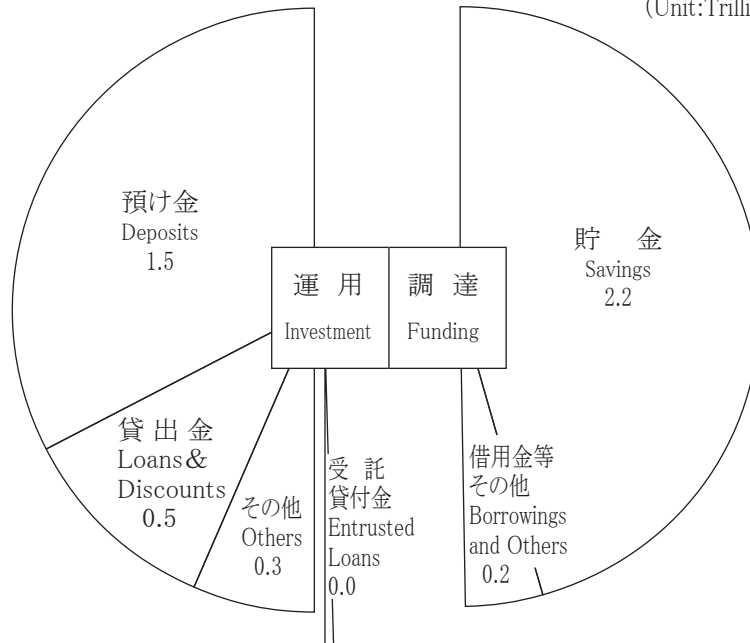 (Unit:Trilli
預け金
Deposits
1.5
貯 金
Savings
2.2
運 用
Investment
調 達
Funding
貸 出 金
Loans&
Discounts
0.5
その他
Others
0.3
受 託
貸付金
Entrusted
Loans
0.0
借用金等
その他
Borrowings
and Others
0.2